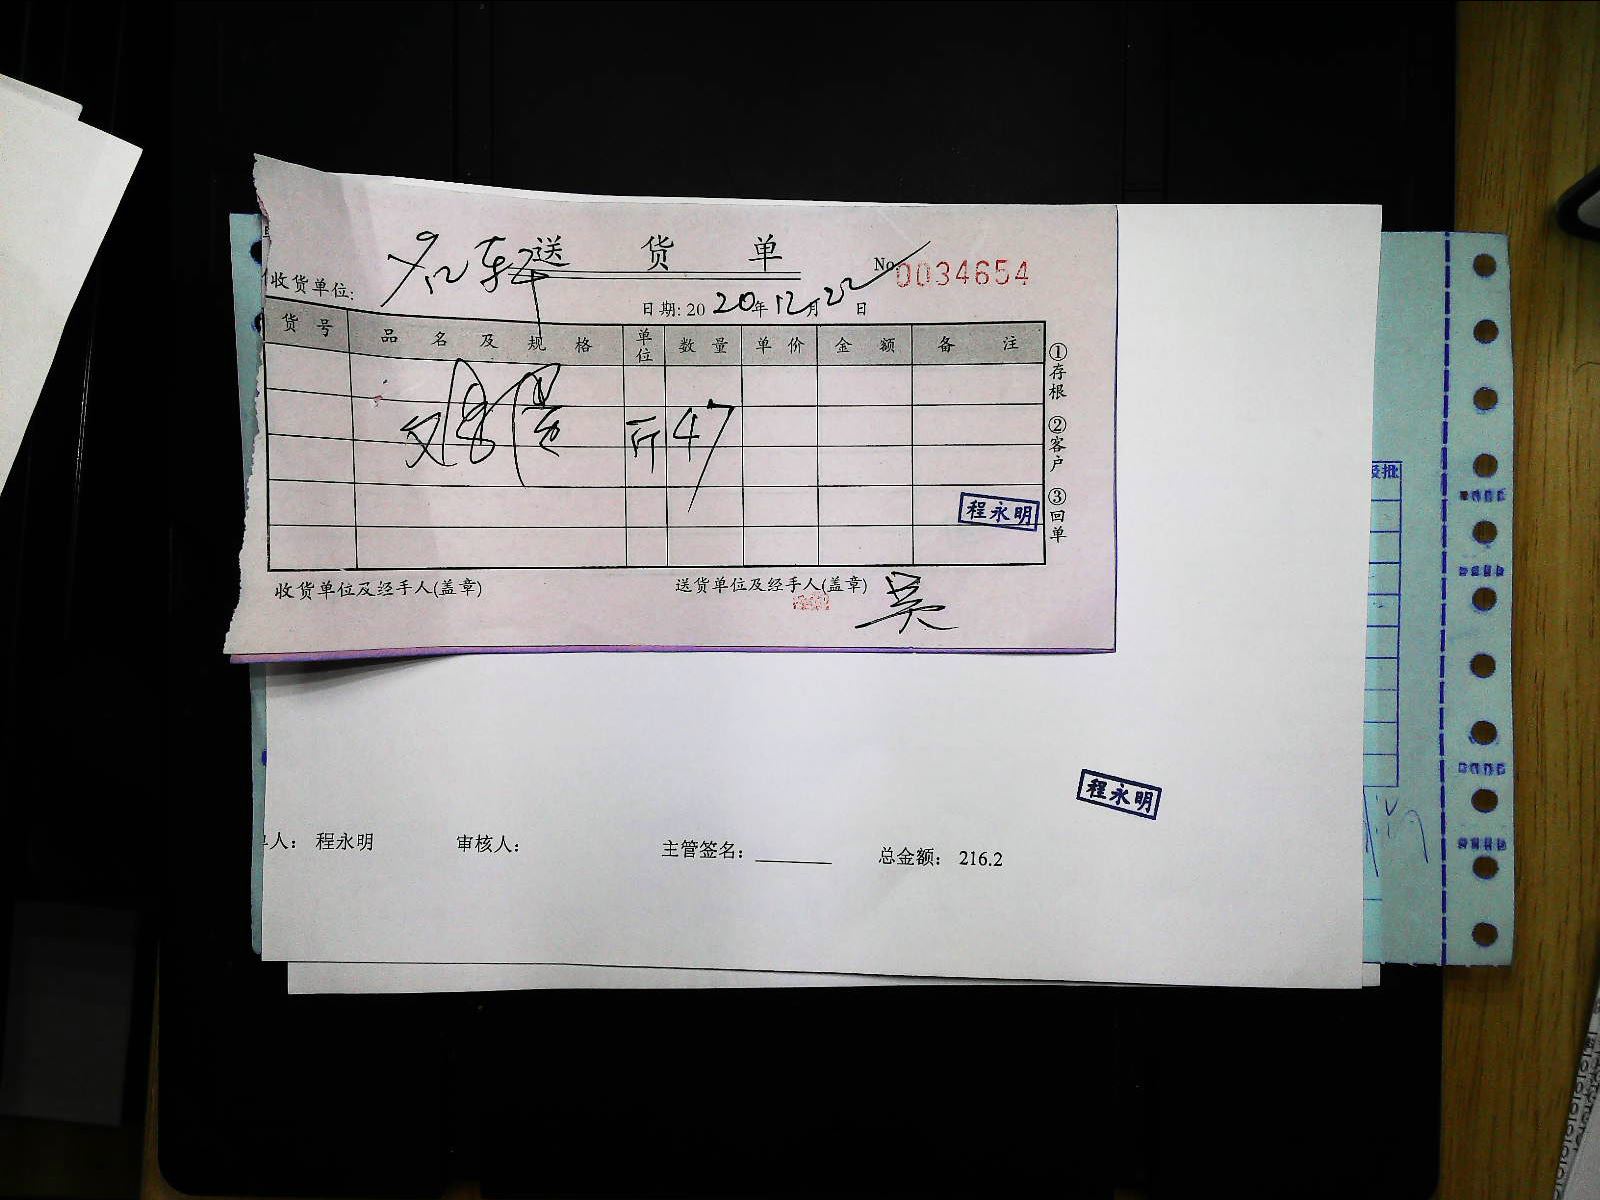 送 货 单
No. 0034654
收货单位:
日期: 20 20年 12月 22日
货 号 品 名 及 规 格 单位 数 量 单 价 金 额 备 注
斤 47
①存根 ②客户 ③回单
程永明
收货单位及经手人(盖章) 送货单位及经手人(盖章) 吴
程永明
人: 程永明 审核人: 主管签名: 总金额: 216.2